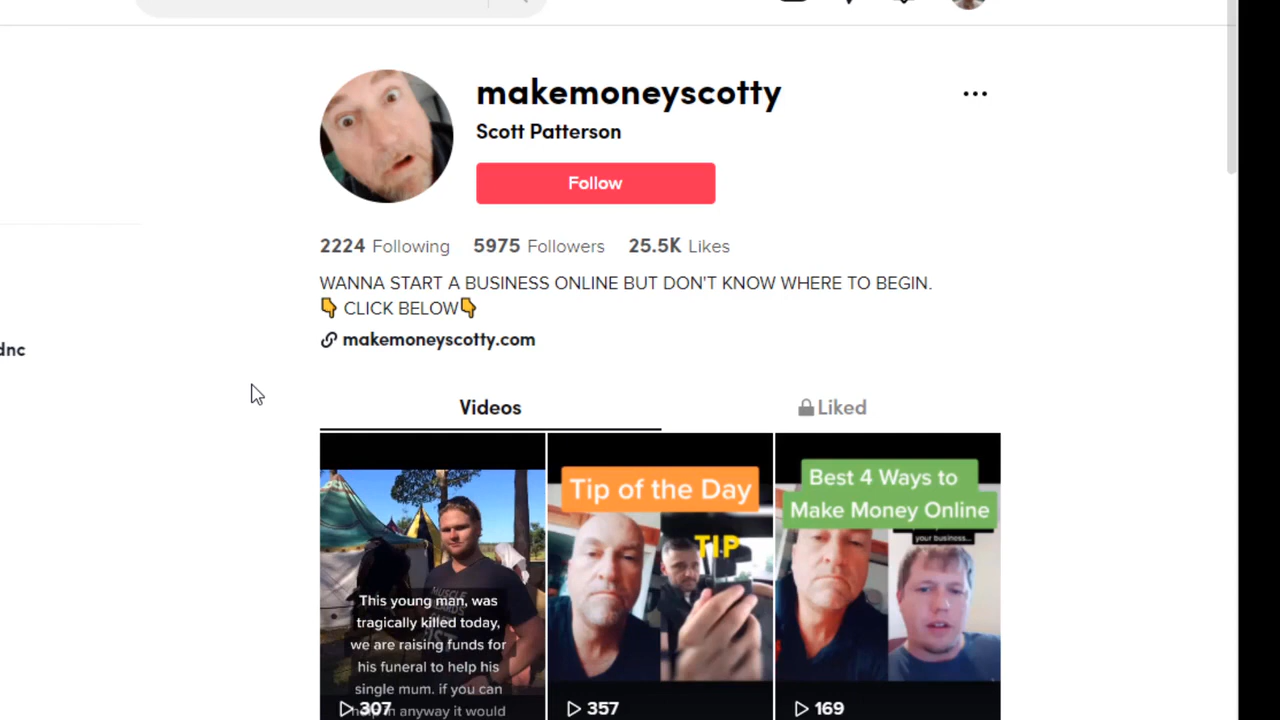 makemoneyscotty
Scott Patterson
Follow
2224 Following 5975 Followers 25.5K Likes
WANNA START A BUSINESS ONLINE BUT DON'T KNOW WHERE TO BEGIN.
👇 CLICK BELOW👇
makemoneyscotty.com
dnc
Videos
Liked
This young man, was
tragically killed today,
we are raising funds for
his funeral to help his
single mum. if you can
in anyway it would
307
Tip of the Day
TIP
357
Best 4 Ways to
Make Money Online
your business...
169